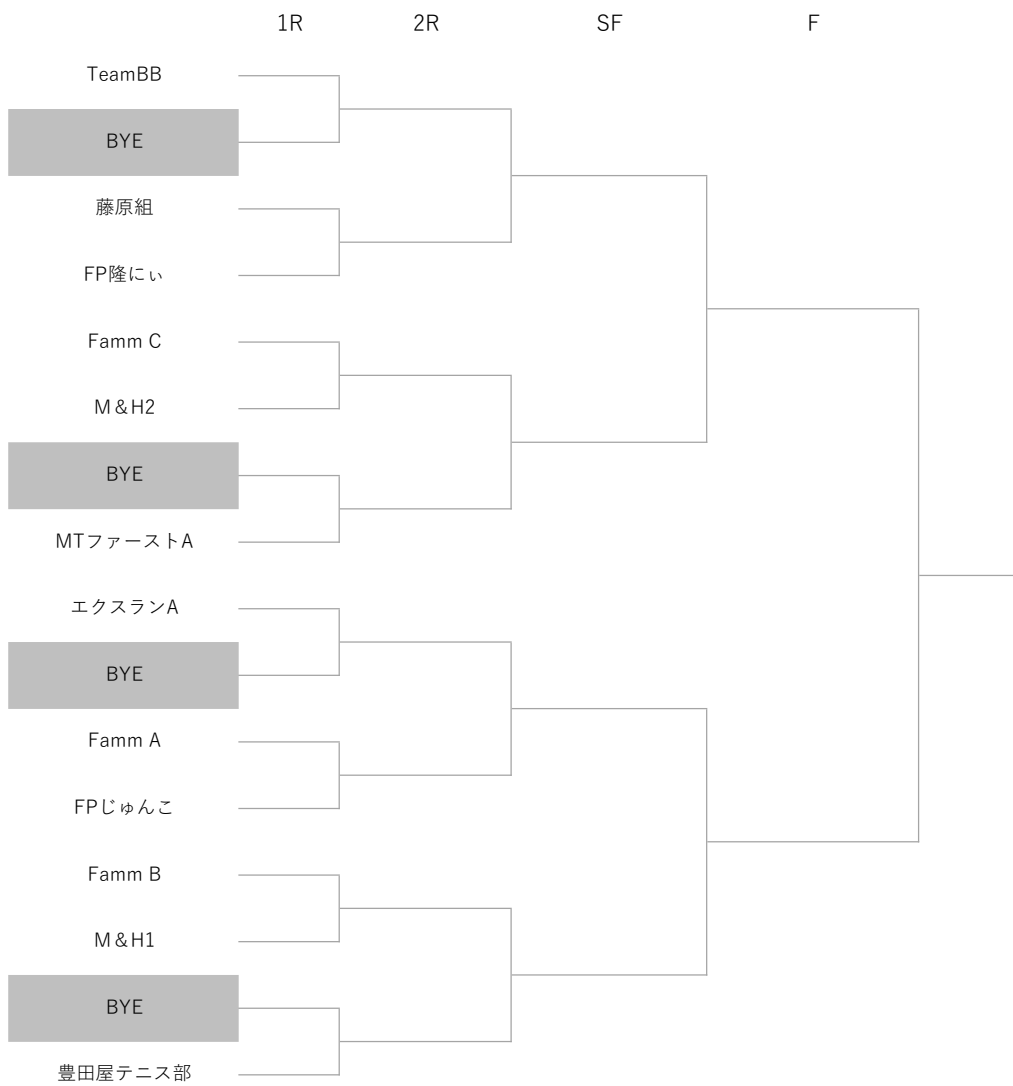 1R 2R SF F
TeamBB
BYE
藤原組
FP隆にぃ
Famm C
M＆H2
BYE
MTファーストA
エクスランA
BYE
Famm A
FPじゅんこ
Famm B
M＆H1
BYE
豊田屋テニス部